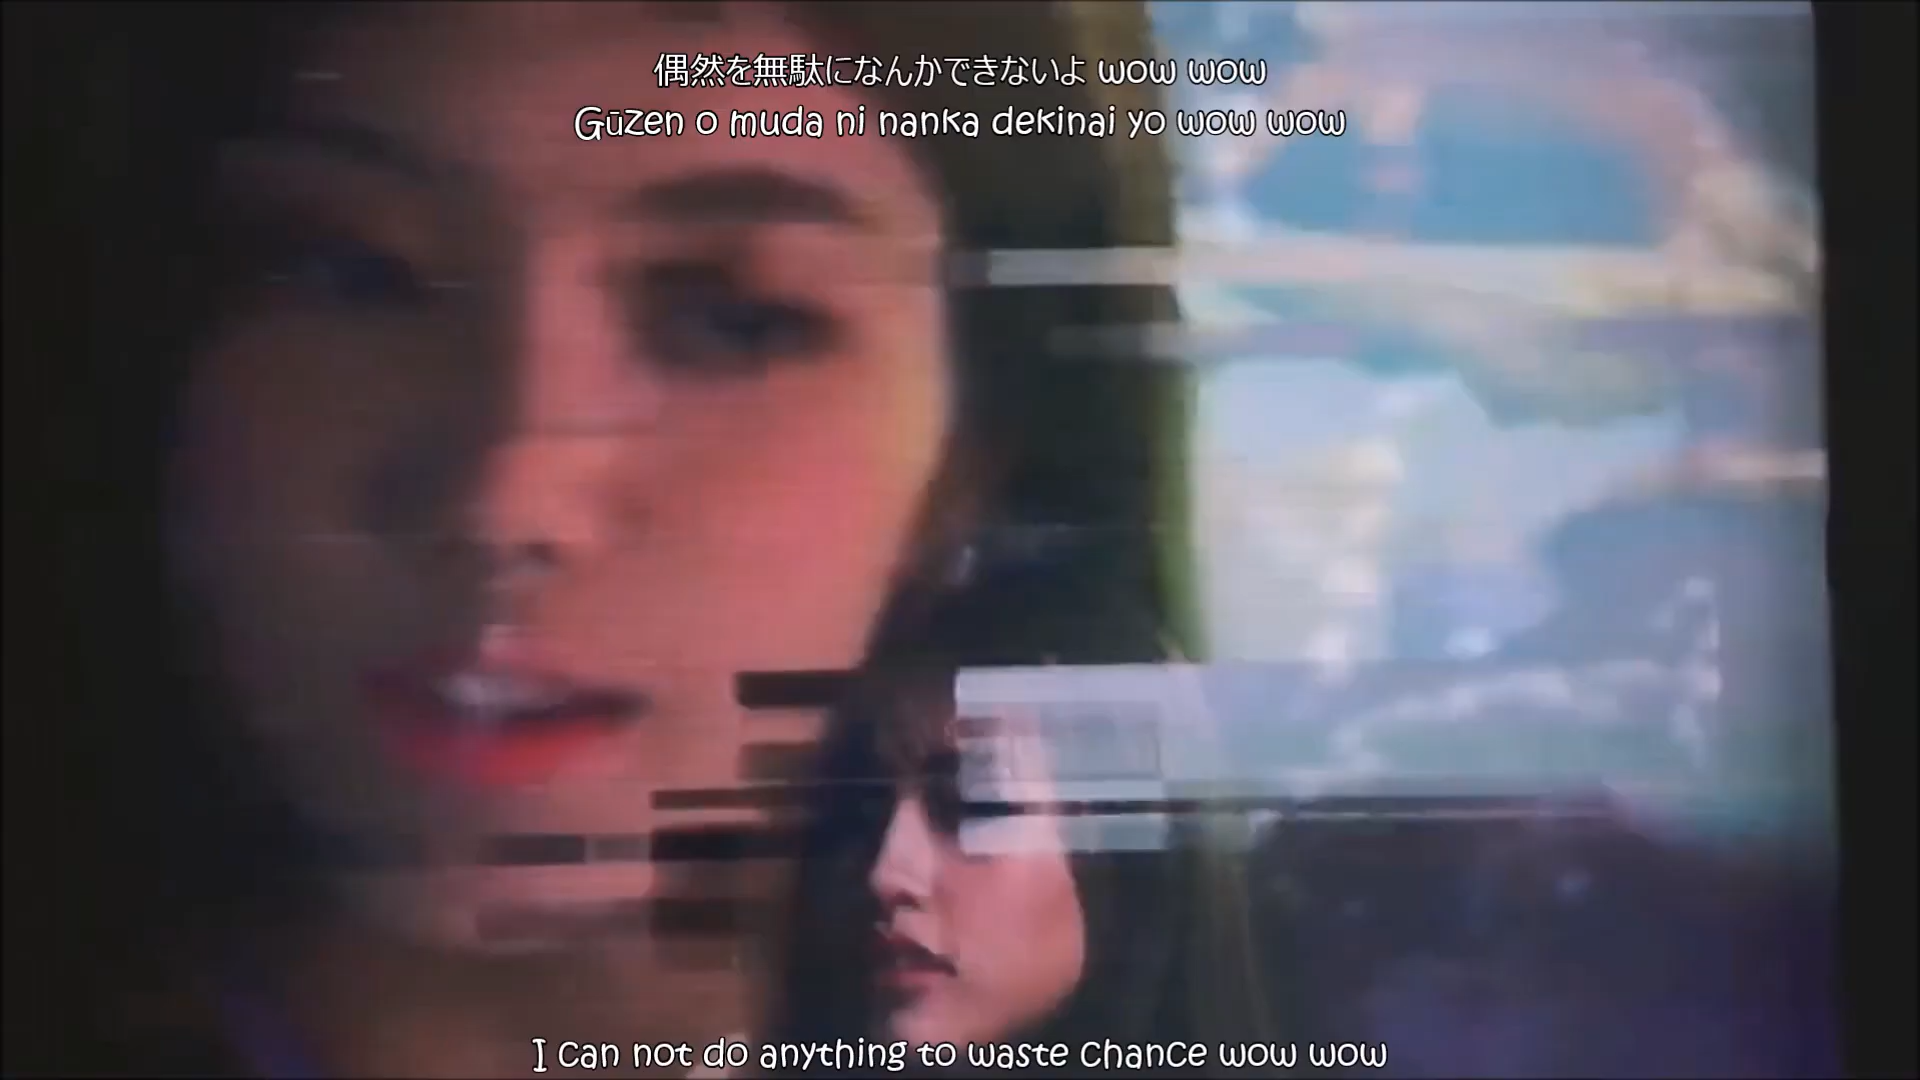 偶然を無駄になんかできないよ wow wow
Gūzen o muda ni nanka dekinai yo wow wow
I can not do anything to waste chance wow wow